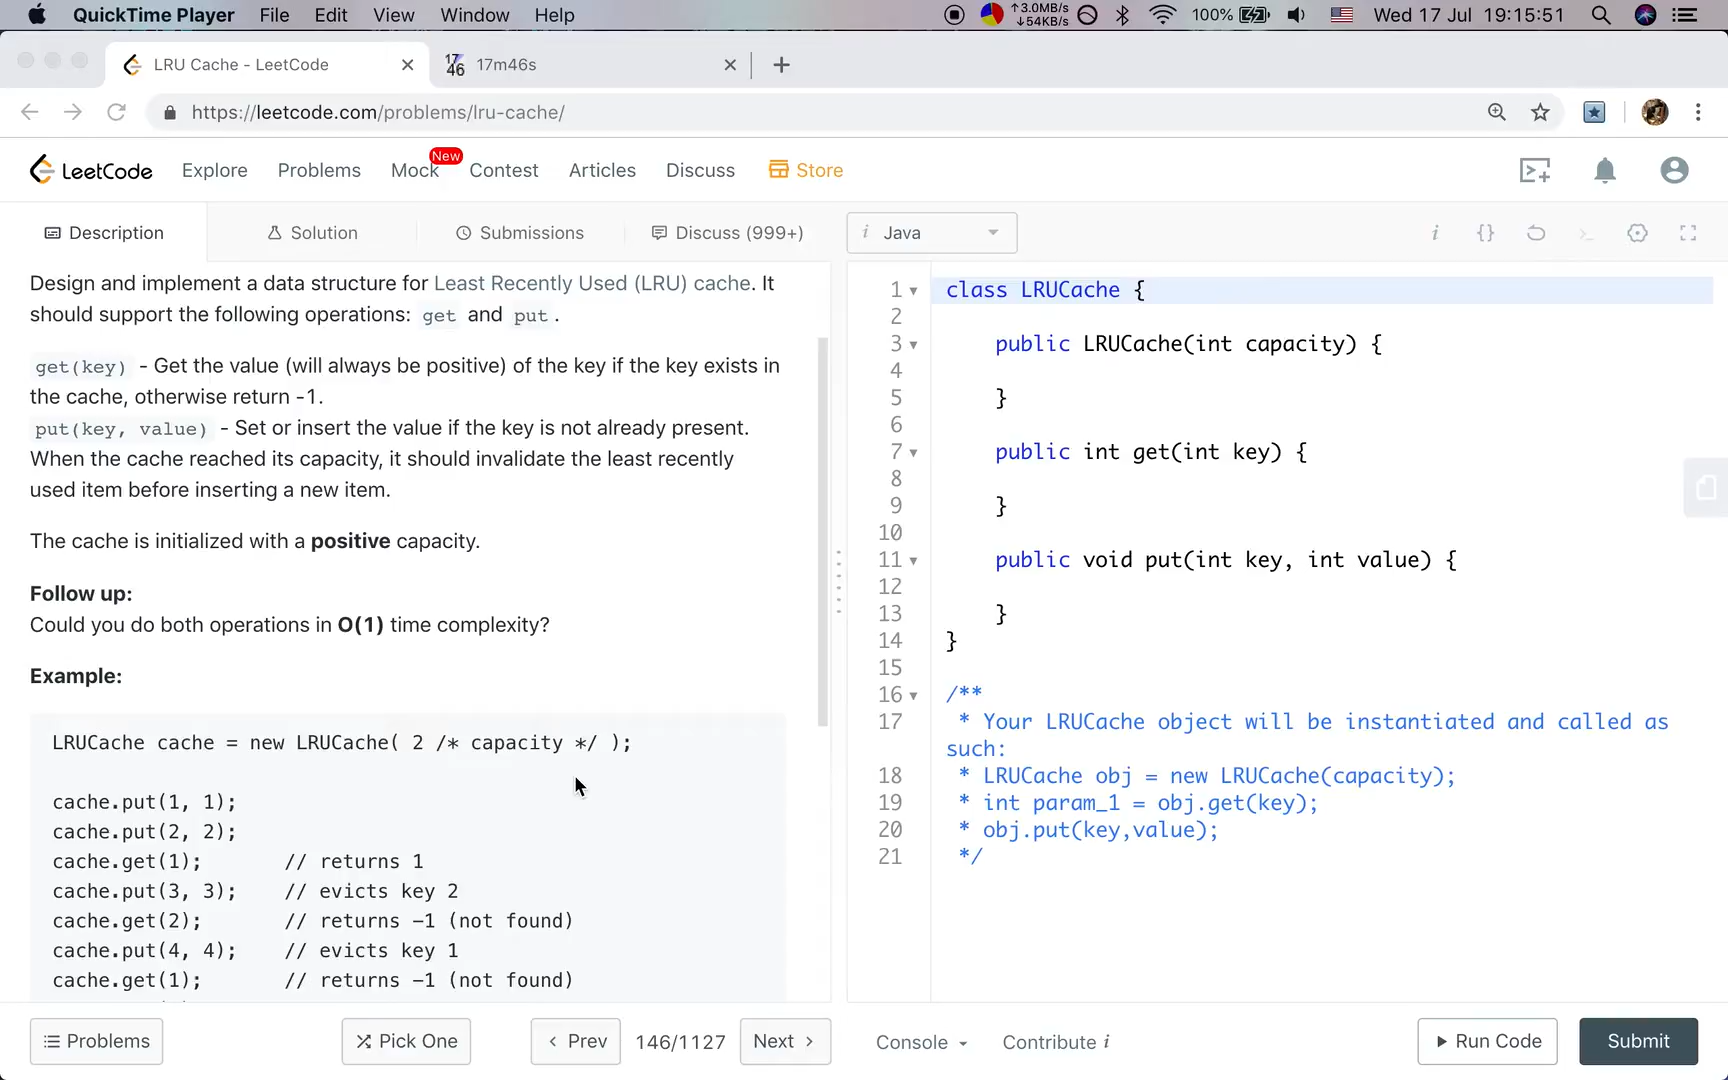 QuickTime Player File Edit View Window Help ↑3.0MB/s ↓54KB/s 100% Wed 17 Jul 19:15:51
LRU Cache - LeetCode 17 46 17m46s
https://leetcode.com/problems/lru-cache/
LeetCode Explore Problems Mock New Contest Articles Discuss Store
Description Solution Submissions Discuss (999+) i Java i {}
Design and implement a data structure for Least Recently Used (LRU) cache. It
should support the following operations: get and put.
get(key) - Get the value (will always be positive) of the key if the key exists in
the cache, otherwise return -1.
put(key, value) - Set or insert the value if the key is not already present.
When the cache reached its capacity, it should invalidate the least recently
used item before inserting a new item.
The cache is initialized with a positive capacity.
Follow up:
Could you do both operations in O(1) time complexity?
Example:
LRUCache cache = new LRUCache( 2 /* capacity */ );
cache.put(1, 1);
cache.put(2, 2);
cache.get(1);       // returns 1
cache.put(3, 3);    // evicts key 2
cache.get(2);       // returns -1 (not found)
cache.put(4, 4);    // evicts key 1
cache.get(1);       // returns -1 (not found)
1 class LRUCache {
2
3     public LRUCache(int capacity) {
4
5     }
6
7     public int get(int key) {
8
9     }
10
11     public void put(int key, int value) {
12
13     }
14 }
15
16 /**
17  * Your LRUCache object will be instantiated and called as
such:
18  * LRUCache obj = new LRUCache(capacity);
19  * int param_1 = obj.get(key);
20  * obj.put(key,value);
21  */
Problems Pick One Prev 146/1127 Next Console Contribute i Run Code Submit